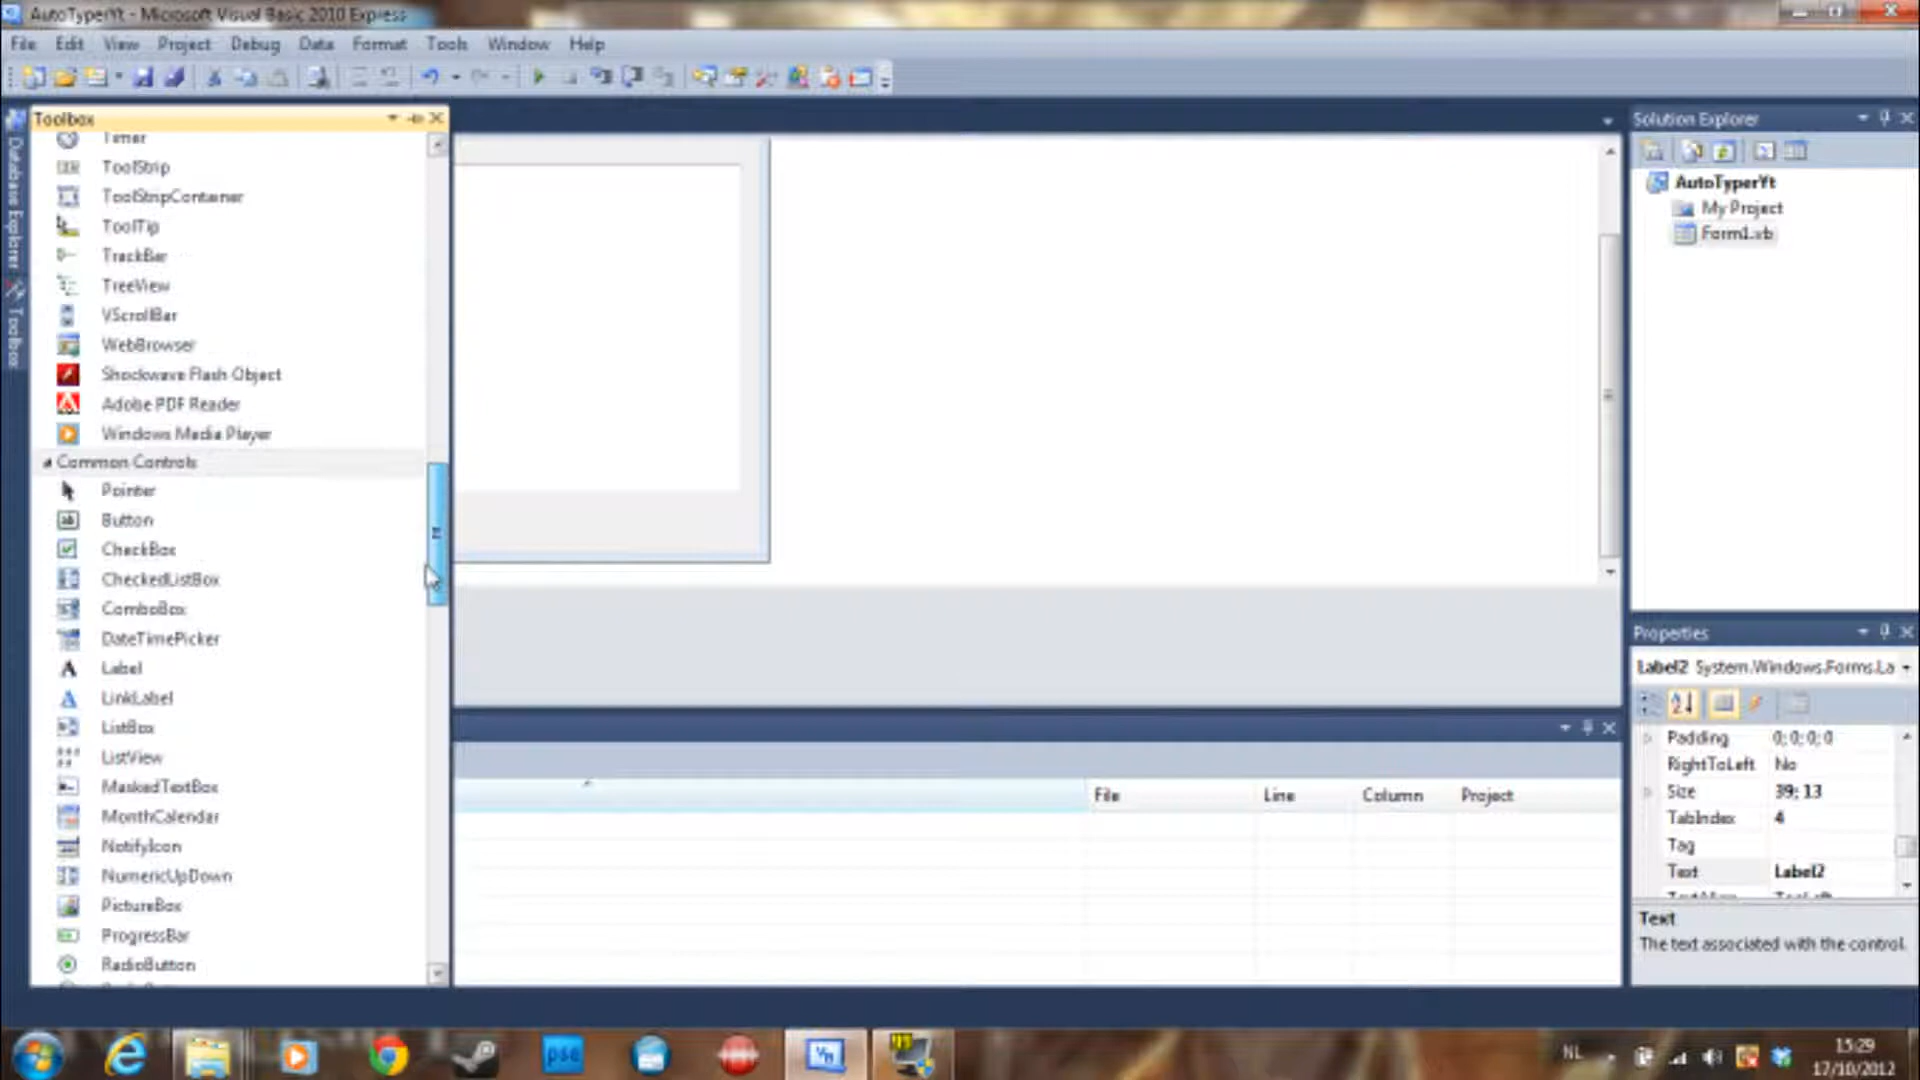 AutoTyperYt - Microsoft Visual Basic 2010 Express
File Edit View Project Debug Data Format Tools Window Help
Database Explorer
Toolbox
Toolbox
Timer
ToolStrip
ToolStripContainer
ToolTip
TrackBar
TreeView
VScrollBar
WebBrowser
Shockwave Flash Object
Adobe PDF Reader
Windows Media Player
Common Controls
Pointer
Button
CheckBox
CheckedListBox
ComboBox
DateTimePicker
Label
LinkLabel
ListBox
ListView
MaskedTextBox
MonthCalendar
NotifyIcon
NumericUpDown
PictureBox
ProgressBar
RadioButton
File Line Column Project
Solution Explorer
AutoTyperYt
My Project
Form1.vb
Properties
Label2 System.Windows.Forms.La
Padding 0; 0; 0; 0
RightToLeft No
Size 39; 13
TabIndex 4
Tag
Text Label2
Text
The text associated with the control.
pse
NL
15:29
17/10/2012